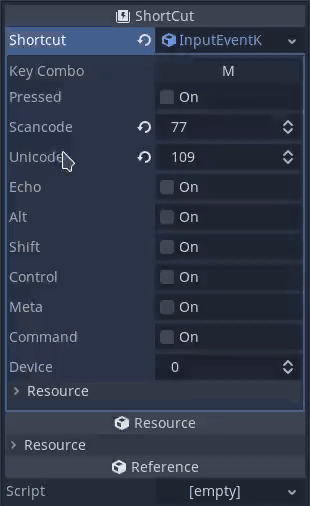 ShortCut
Shortcut InputEventK
Key Combo M
Pressed On
Scancode 77
Unicode 109
Echo On
Alt On
Shift On
Control On
Meta On
Command On
Device 0
Resource
Resource
Resource
Reference
Script [empty]